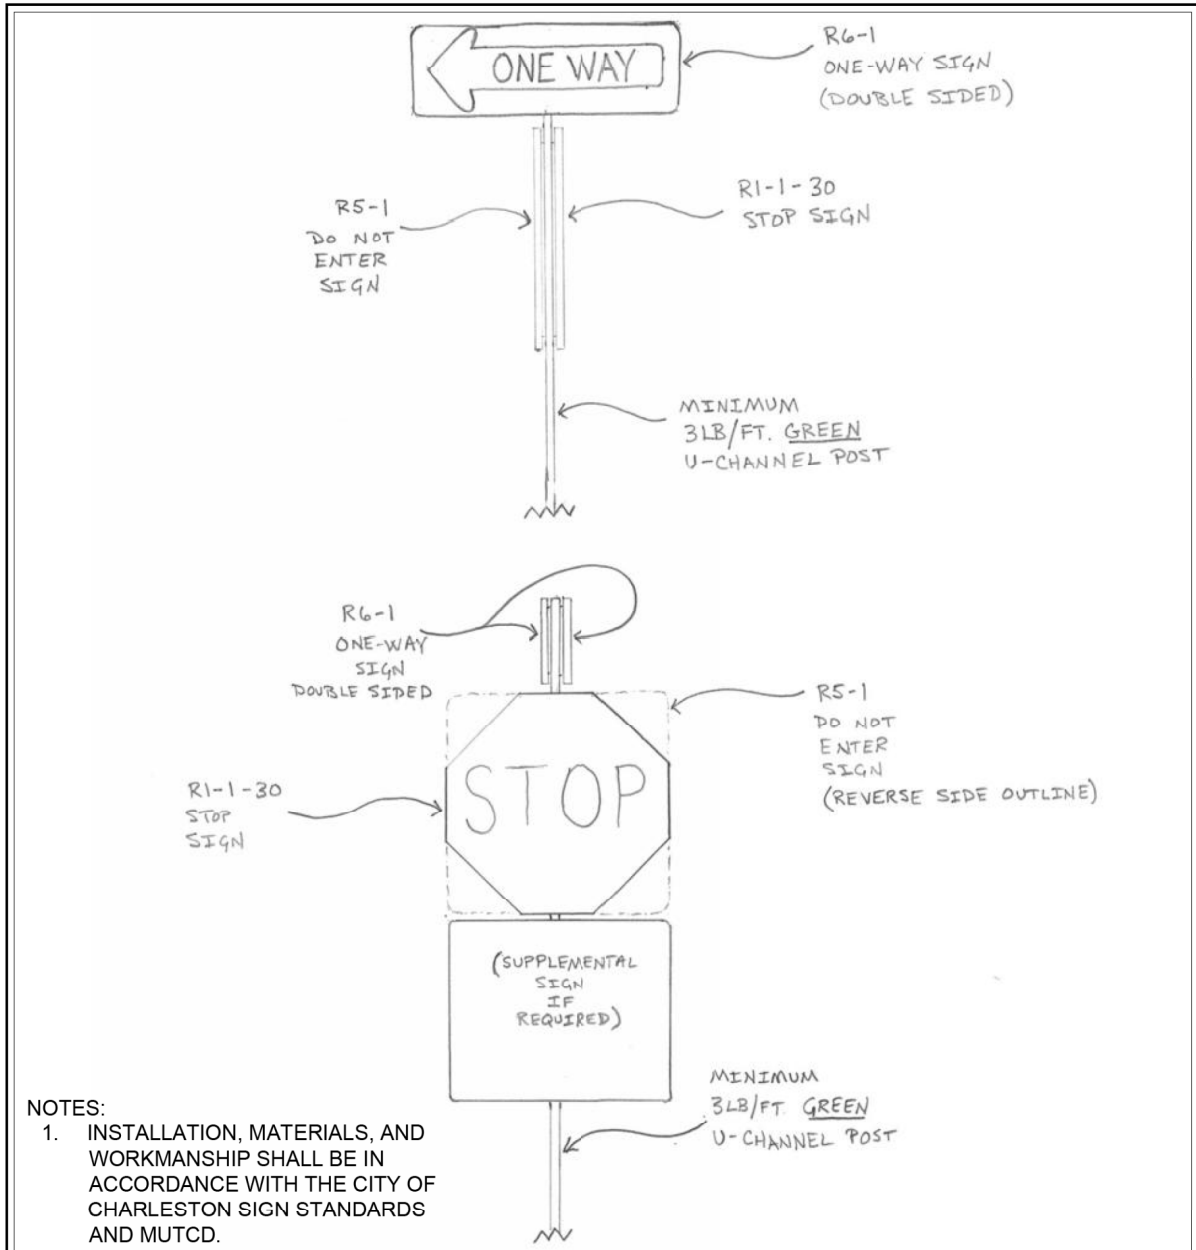 ONE WAY
R6-1
ONE-WAY SIGN
(DOUBLE SIDED)
R5-1
DO NOT
ENTER
SIGN
R1-1-30
STOP SIGN
MINIMUM
3LB/FT. GREEN
U-CHANNEL POST
R6-1
ONE-WAY
SIGN
DOUBLE SIDED
R5-1
DO NOT
ENTER
SIGN
(REVERSE SIDE OUTLINE)
R1-1-30
STOP
SIGN
STOP
(SUPPLEMENTAL
SIGN
IF
REQUIRED)
MINIMUM
3LB/FT. GREEN
U-CHANNEL POST
NOTES:
1. INSTALLATION, MATERIALS, AND
WORKMANSHIP SHALL BE IN
ACCORDANCE WITH THE CITY OF
CHARLESTON SIGN STANDARDS
AND MUTCD.